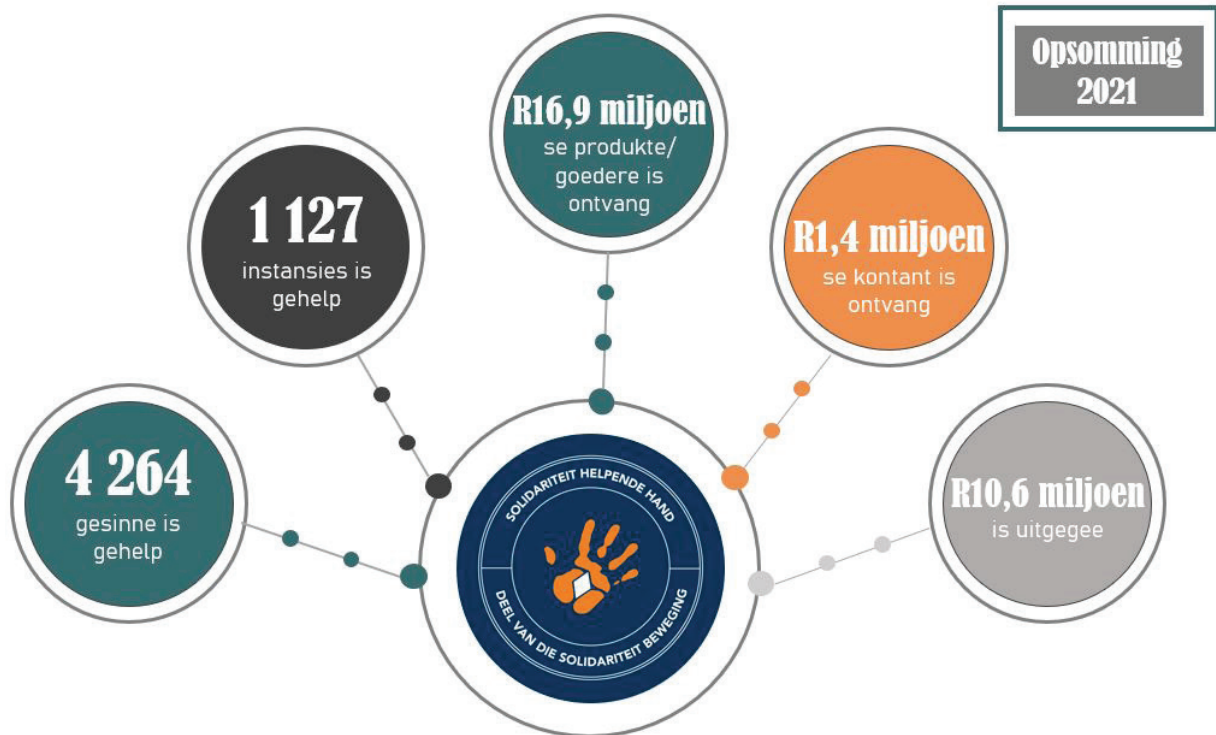 Opsomming
2021
R16,9 miljoen
se produkte/
goedere is
ontvang
1 127
instansies is
gehelp
R1,4 miljoen
se kontant is
ontvang
4 264
gesinne is
gehelp
R10,6 miljoen
is uitgegee
SOLIDARITEIT HELPENDE HAND
DEEL VAN DIE SOLIDARITEIT BEWEGING